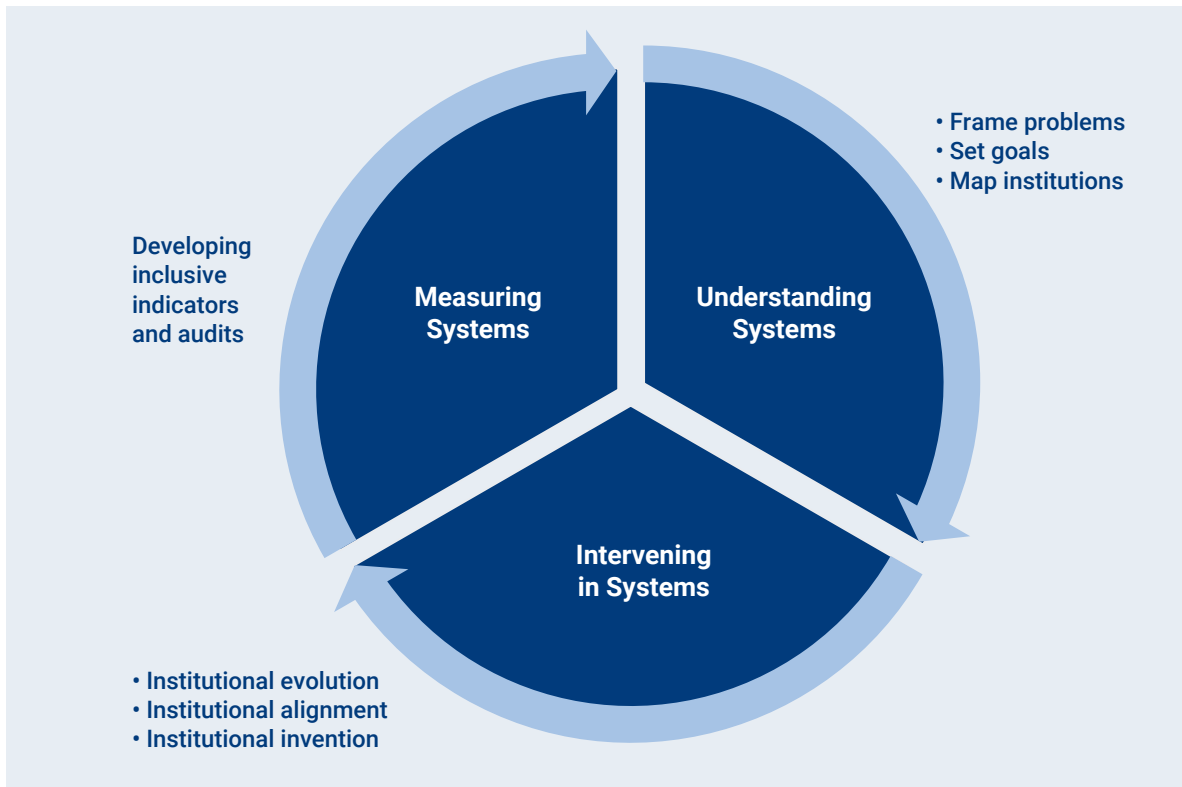 • Frame problems
• Set goals
• Map institutions
Developing
inclusive
indicators
and audits
Measuring
Systems
Understanding
Systems
Intervening
in Systems
• Institutional evolution
• Institutional alignment
• Institutional invention